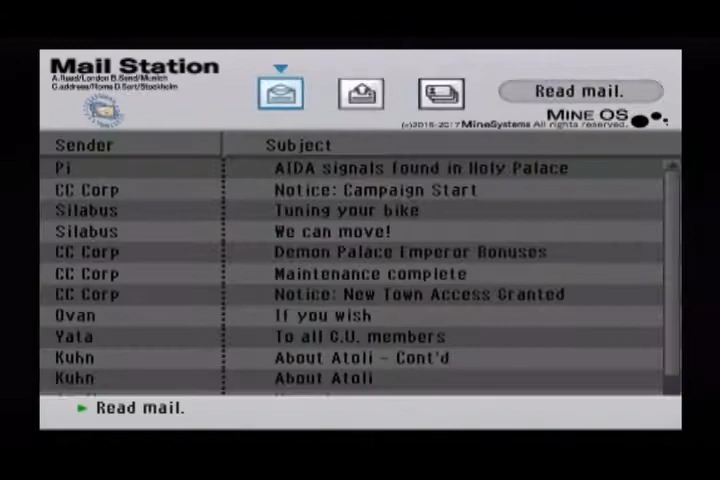 Mail Station
A.Read/London B.Send/Munich
C.address/Roma D.Sort/Stockholm
Read mail.
MINE OS
(c)2016-2017 MineSystems All rights reserved.
Sender Subject
Pi AIDA signals found in Holy Palace
CC Corp Notice: Campaign Start
Silabus Tuning your bike
Silabus We can move!
CC Corp Demon Palace Emperor Bonuses
CC Corp Maintenance complete
CC Corp Notice: New Town Access Granted
Ovan If you wish
Yata To all G.U. members
Kuhn About Atoli - Cont'd
Kuhn About Atoli
Read mail.